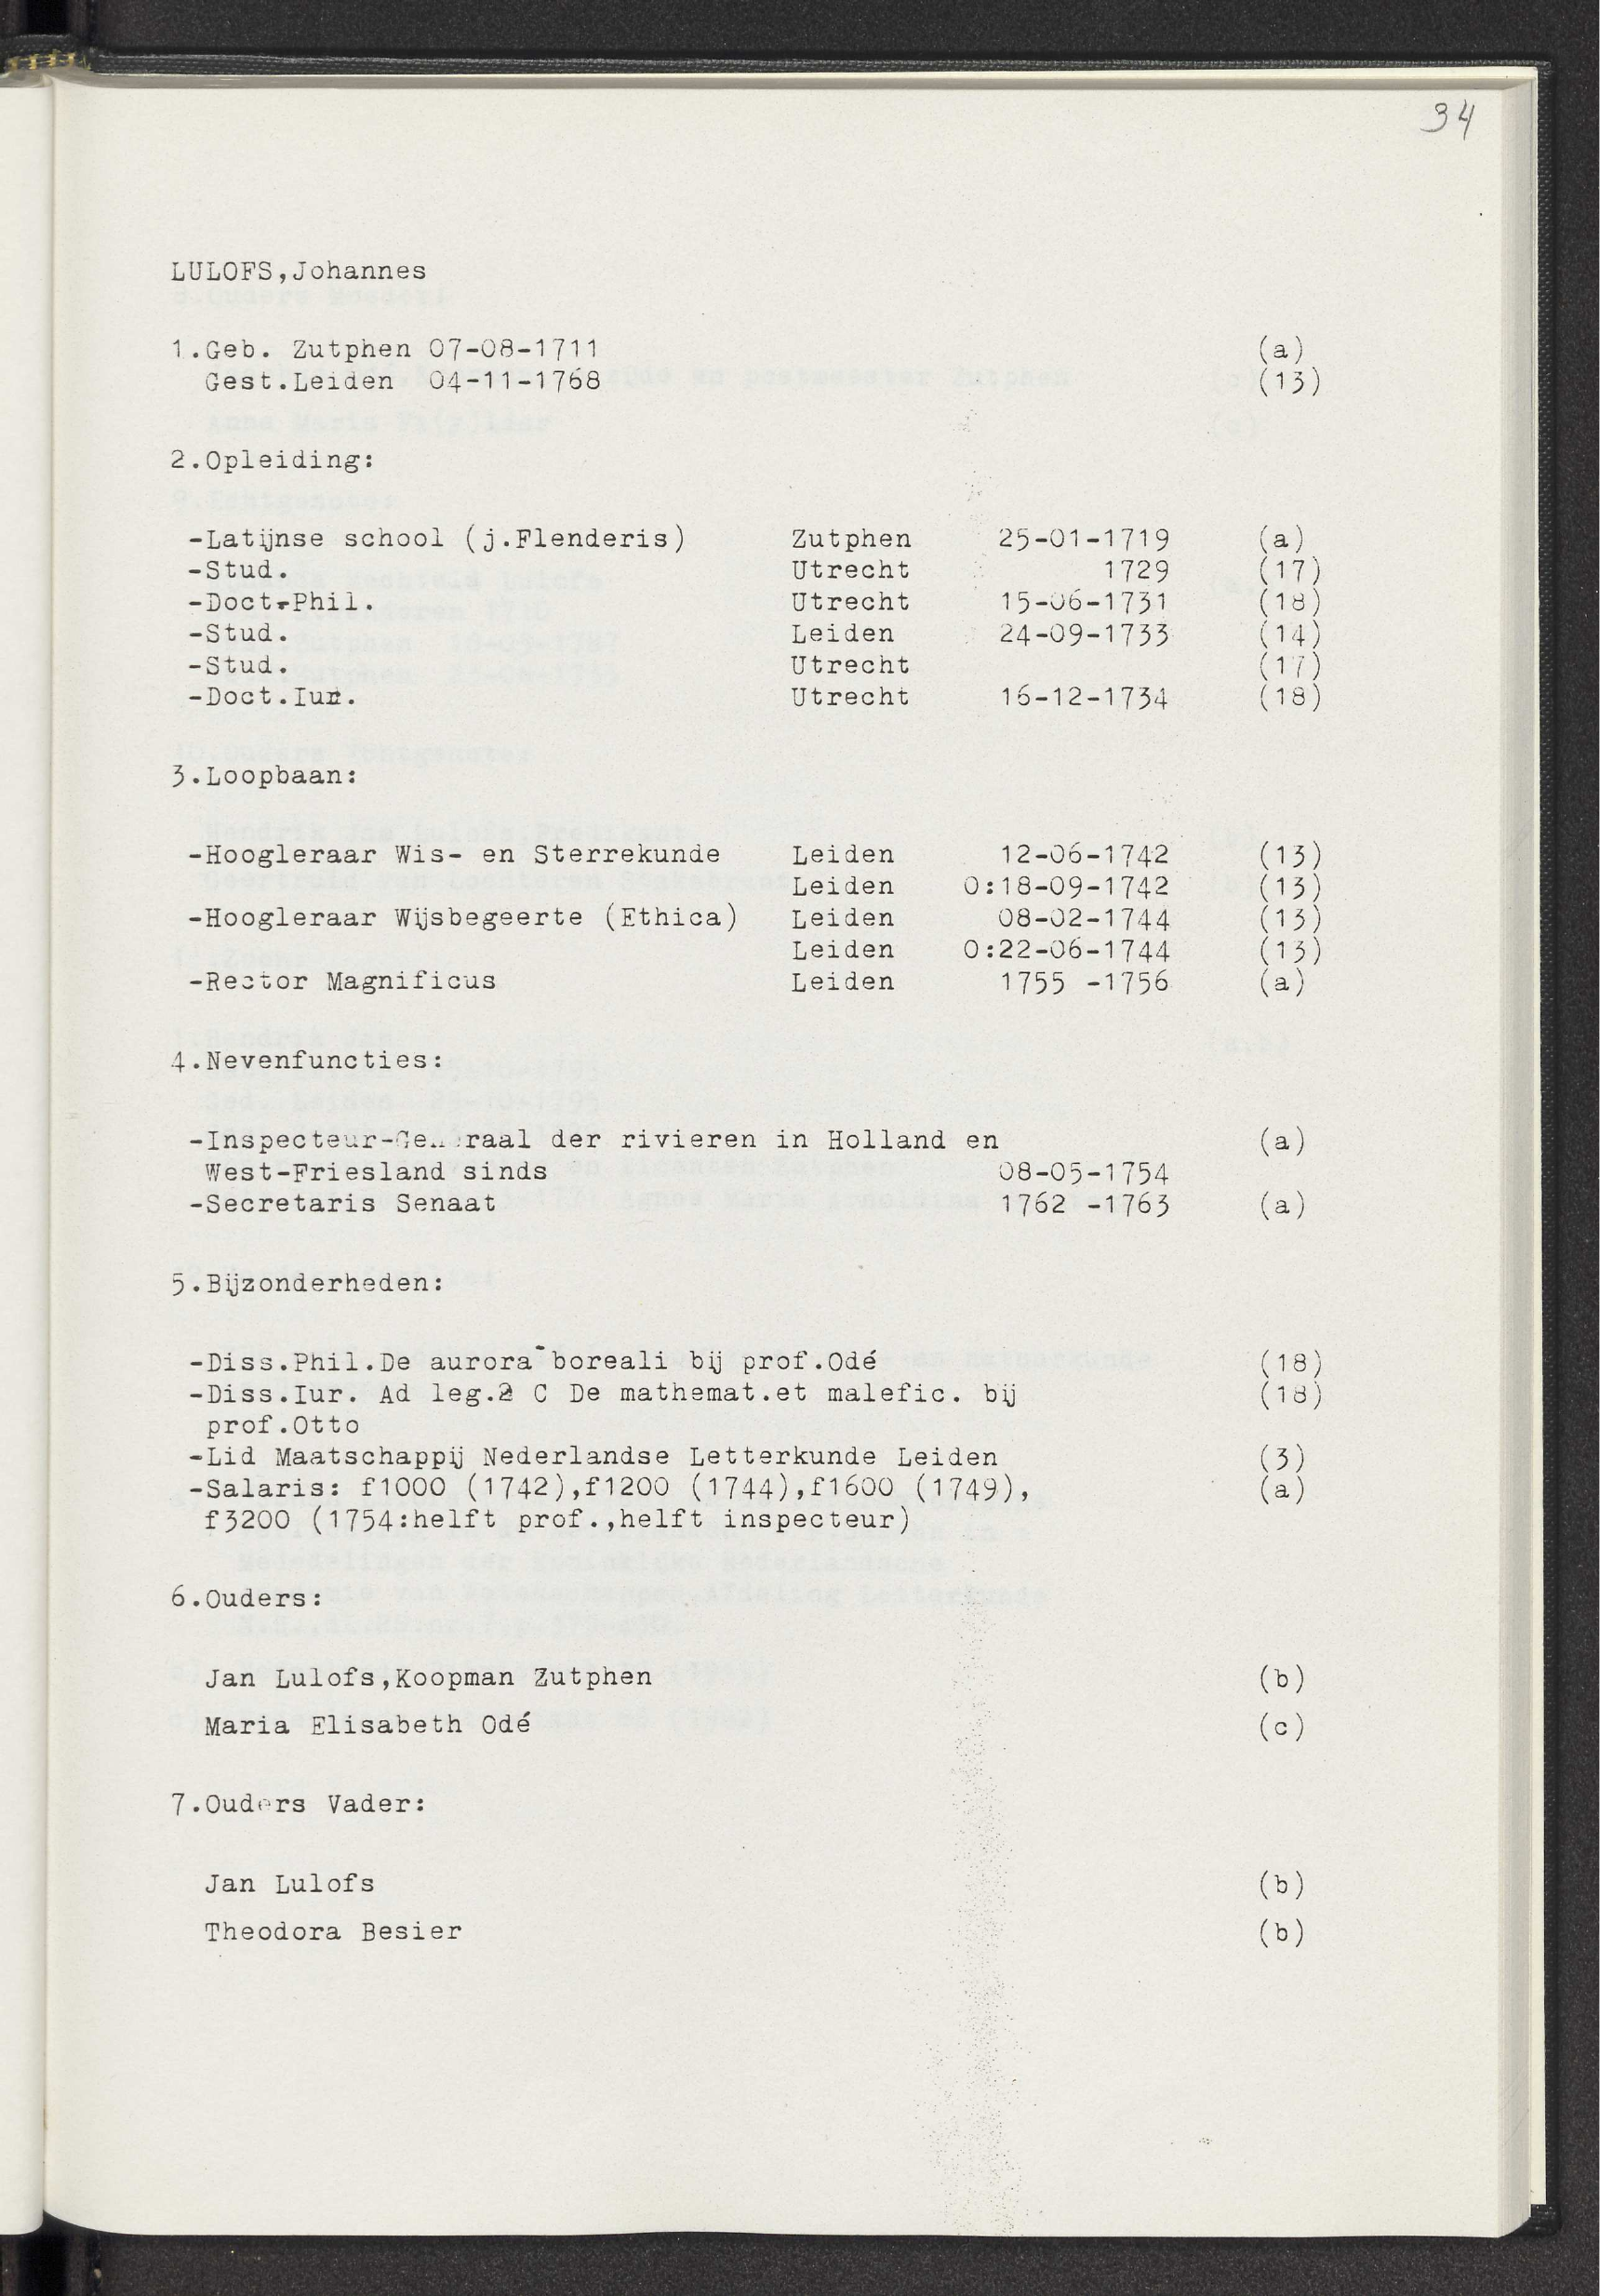 34
LULOFS,Johannes
1.Geb. Zutphen 07-08-1711 (a)
Gest.Leiden 04-11-1768 (13)
2.Opleiding:
-Latijnse school (j.Flenderis) Zutphen 25-01-1719 (a)
-Stud. Utrecht 1729 (17)
-Doct.Phil. Utrecht 15-06-1731 (18)
-Stud. Leiden 24-09-1733 (14)
-Stud. Utrecht (17)
-Doct.Iur. Utrecht 16-12-1734 (18)
3.Loopbaan:
-Hoogleraar Wis- en Sterrekunde Leiden 12-06-1742 (13)
Leiden O:18-09-1742 (13)
-Hoogleraar Wijsbegeerte (Ethica) Leiden 08-02-1744 (13)
Leiden O:22-06-1744 (13)
-Rector Magnificus Leiden 1755 -1756 (a)
4.Nevenfuncties:
-Inspecteur-Generaal der rivieren in Holland en (a)
West-Friesland sinds 08-05-1754
-Secretaris Senaat 1762 -1763 (a)
5.Bijzonderheden:
-Diss.Phil.De aurora boreali bij prof.Odé (18)
-Diss.Iur. Ad leg.2 C De mathemat.et malefic. bij (18)
prof.Otto
-Lid Maatschappij Nederlandse Letterkunde Leiden (3)
-Salaris: f1000 (1742),f1200 (1744),f1600 (1749), (a)
f3200 (1754:helft prof.,helft inspecteur)
6.Ouders:
Jan Lulofs,Koopman Zutphen (b)
Maria Elisabeth Odé (c)
7.Ouders Vader:
Jan Lulofs (b)
Theodora Besier (b)